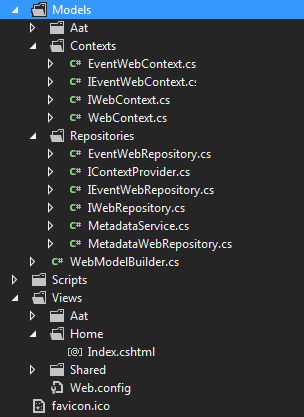 Models
Aat
Contexts
C# EventWebContext.cs
C# IEventWebContext.cs
C# IWebContext.cs
C# WebContext.cs
Repositories
C# EventWebRepository.cs
C# IContextProvider.cs
C# IEventWebRepository.cs
C# IWebRepository.cs
C# MetadataService.cs
C# MetadataWebRepository.cs
C# WebModelBuilder.cs
Scripts
Views
Aat
Home
[@] Index.cshtml
Shared
Web.config
favicon.ico